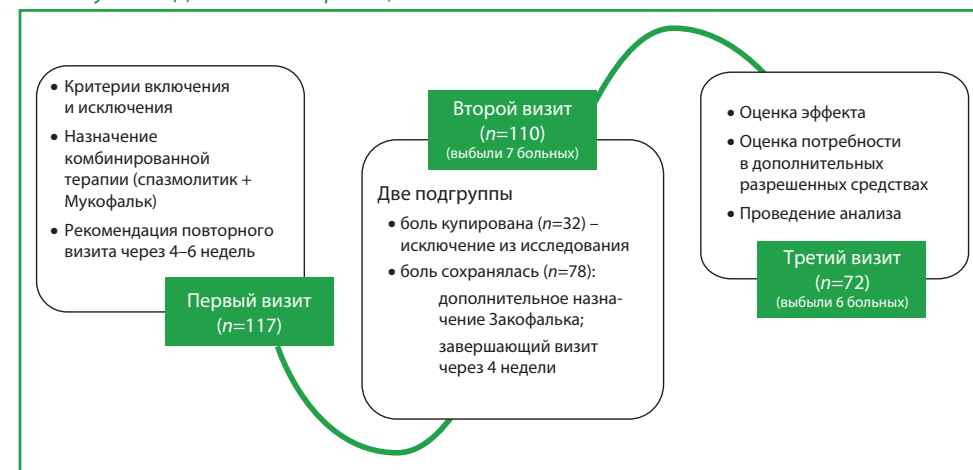 • Критерии включения
и исключения
• Назначение
комбинированной
терапии (спазмолитик +
Мукофальк)
• Рекомендация повторного
визита через 4–6 недель
Первый визит
(n=117)
Второй визит
(n=110)
(выбыли 7 больных)
Две подгруппы
• боль купирована (n=32) –
исключение из исследования
• боль сохранялась (n=78):
дополнительное назна-
чение Закофалька;
завершающий визит
через 4 недели
• Оценка эффекта
• Оценка потребности
в дополнительных
разрешенных средствах
• Проведение анализа
Третий визит
(n=72)
(выбыли 6 больных)